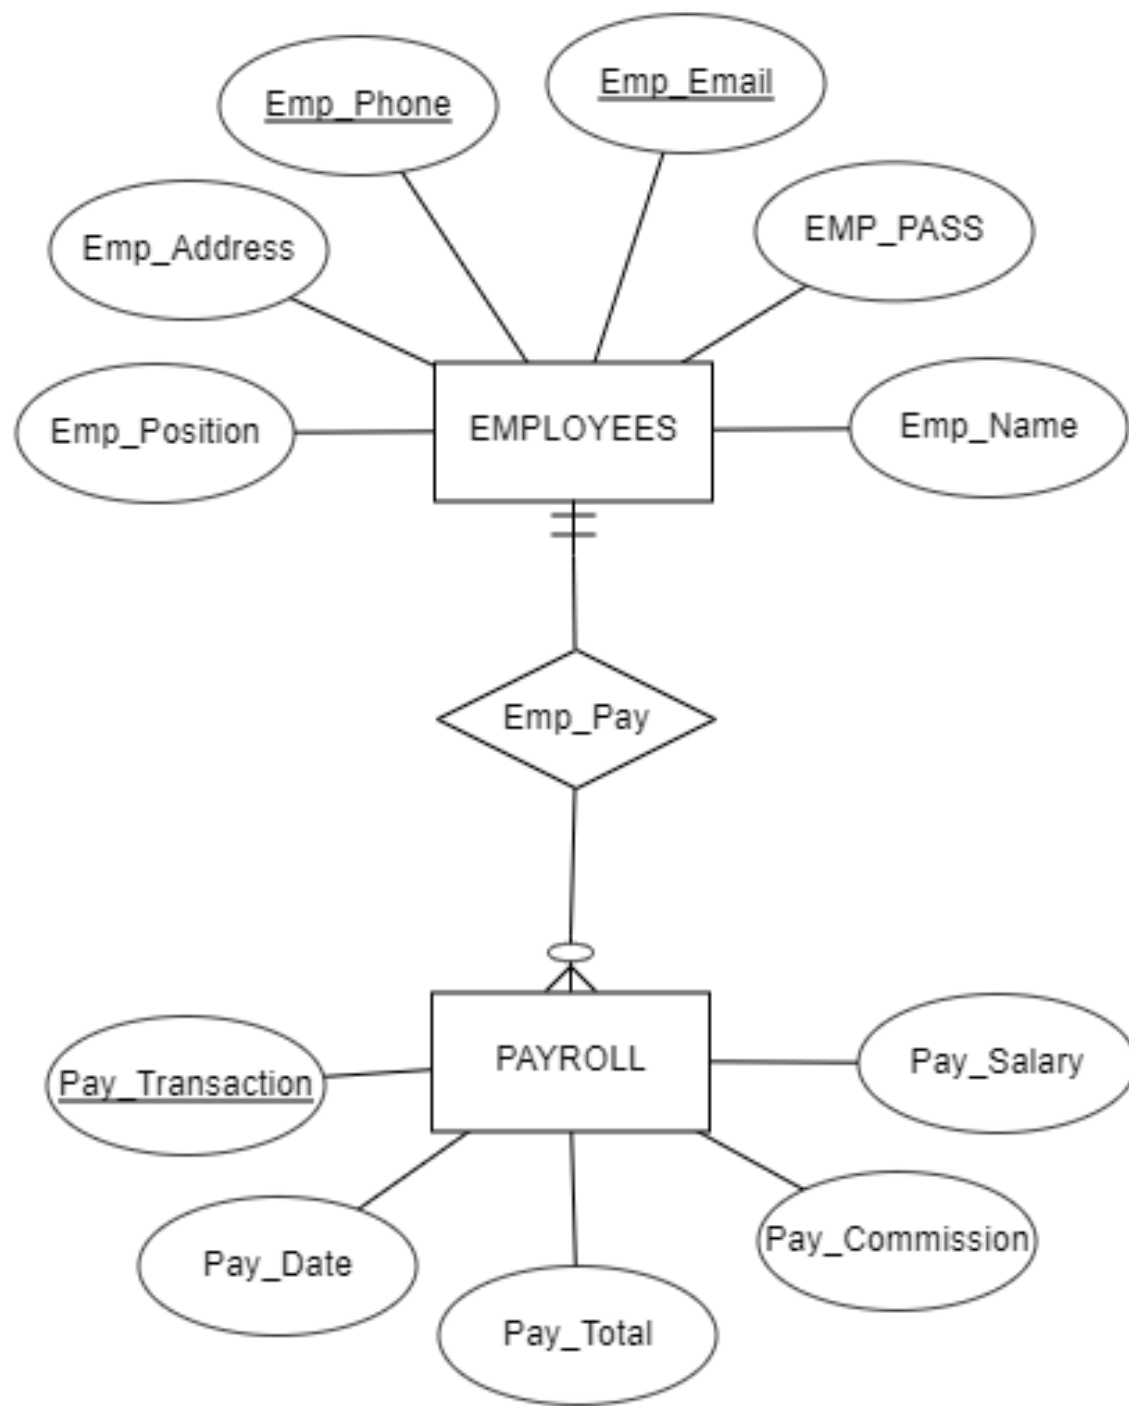 Emp_Email
Emp_Phone
EMP_PASS
Emp_Address
Emp_Position
EMPLOYEES
Emp_Name
Emp_Pay
PAYROLL
Pay_Salary
Pay_Transaction
Pay_Commission
Pay_Date
Pay_Total